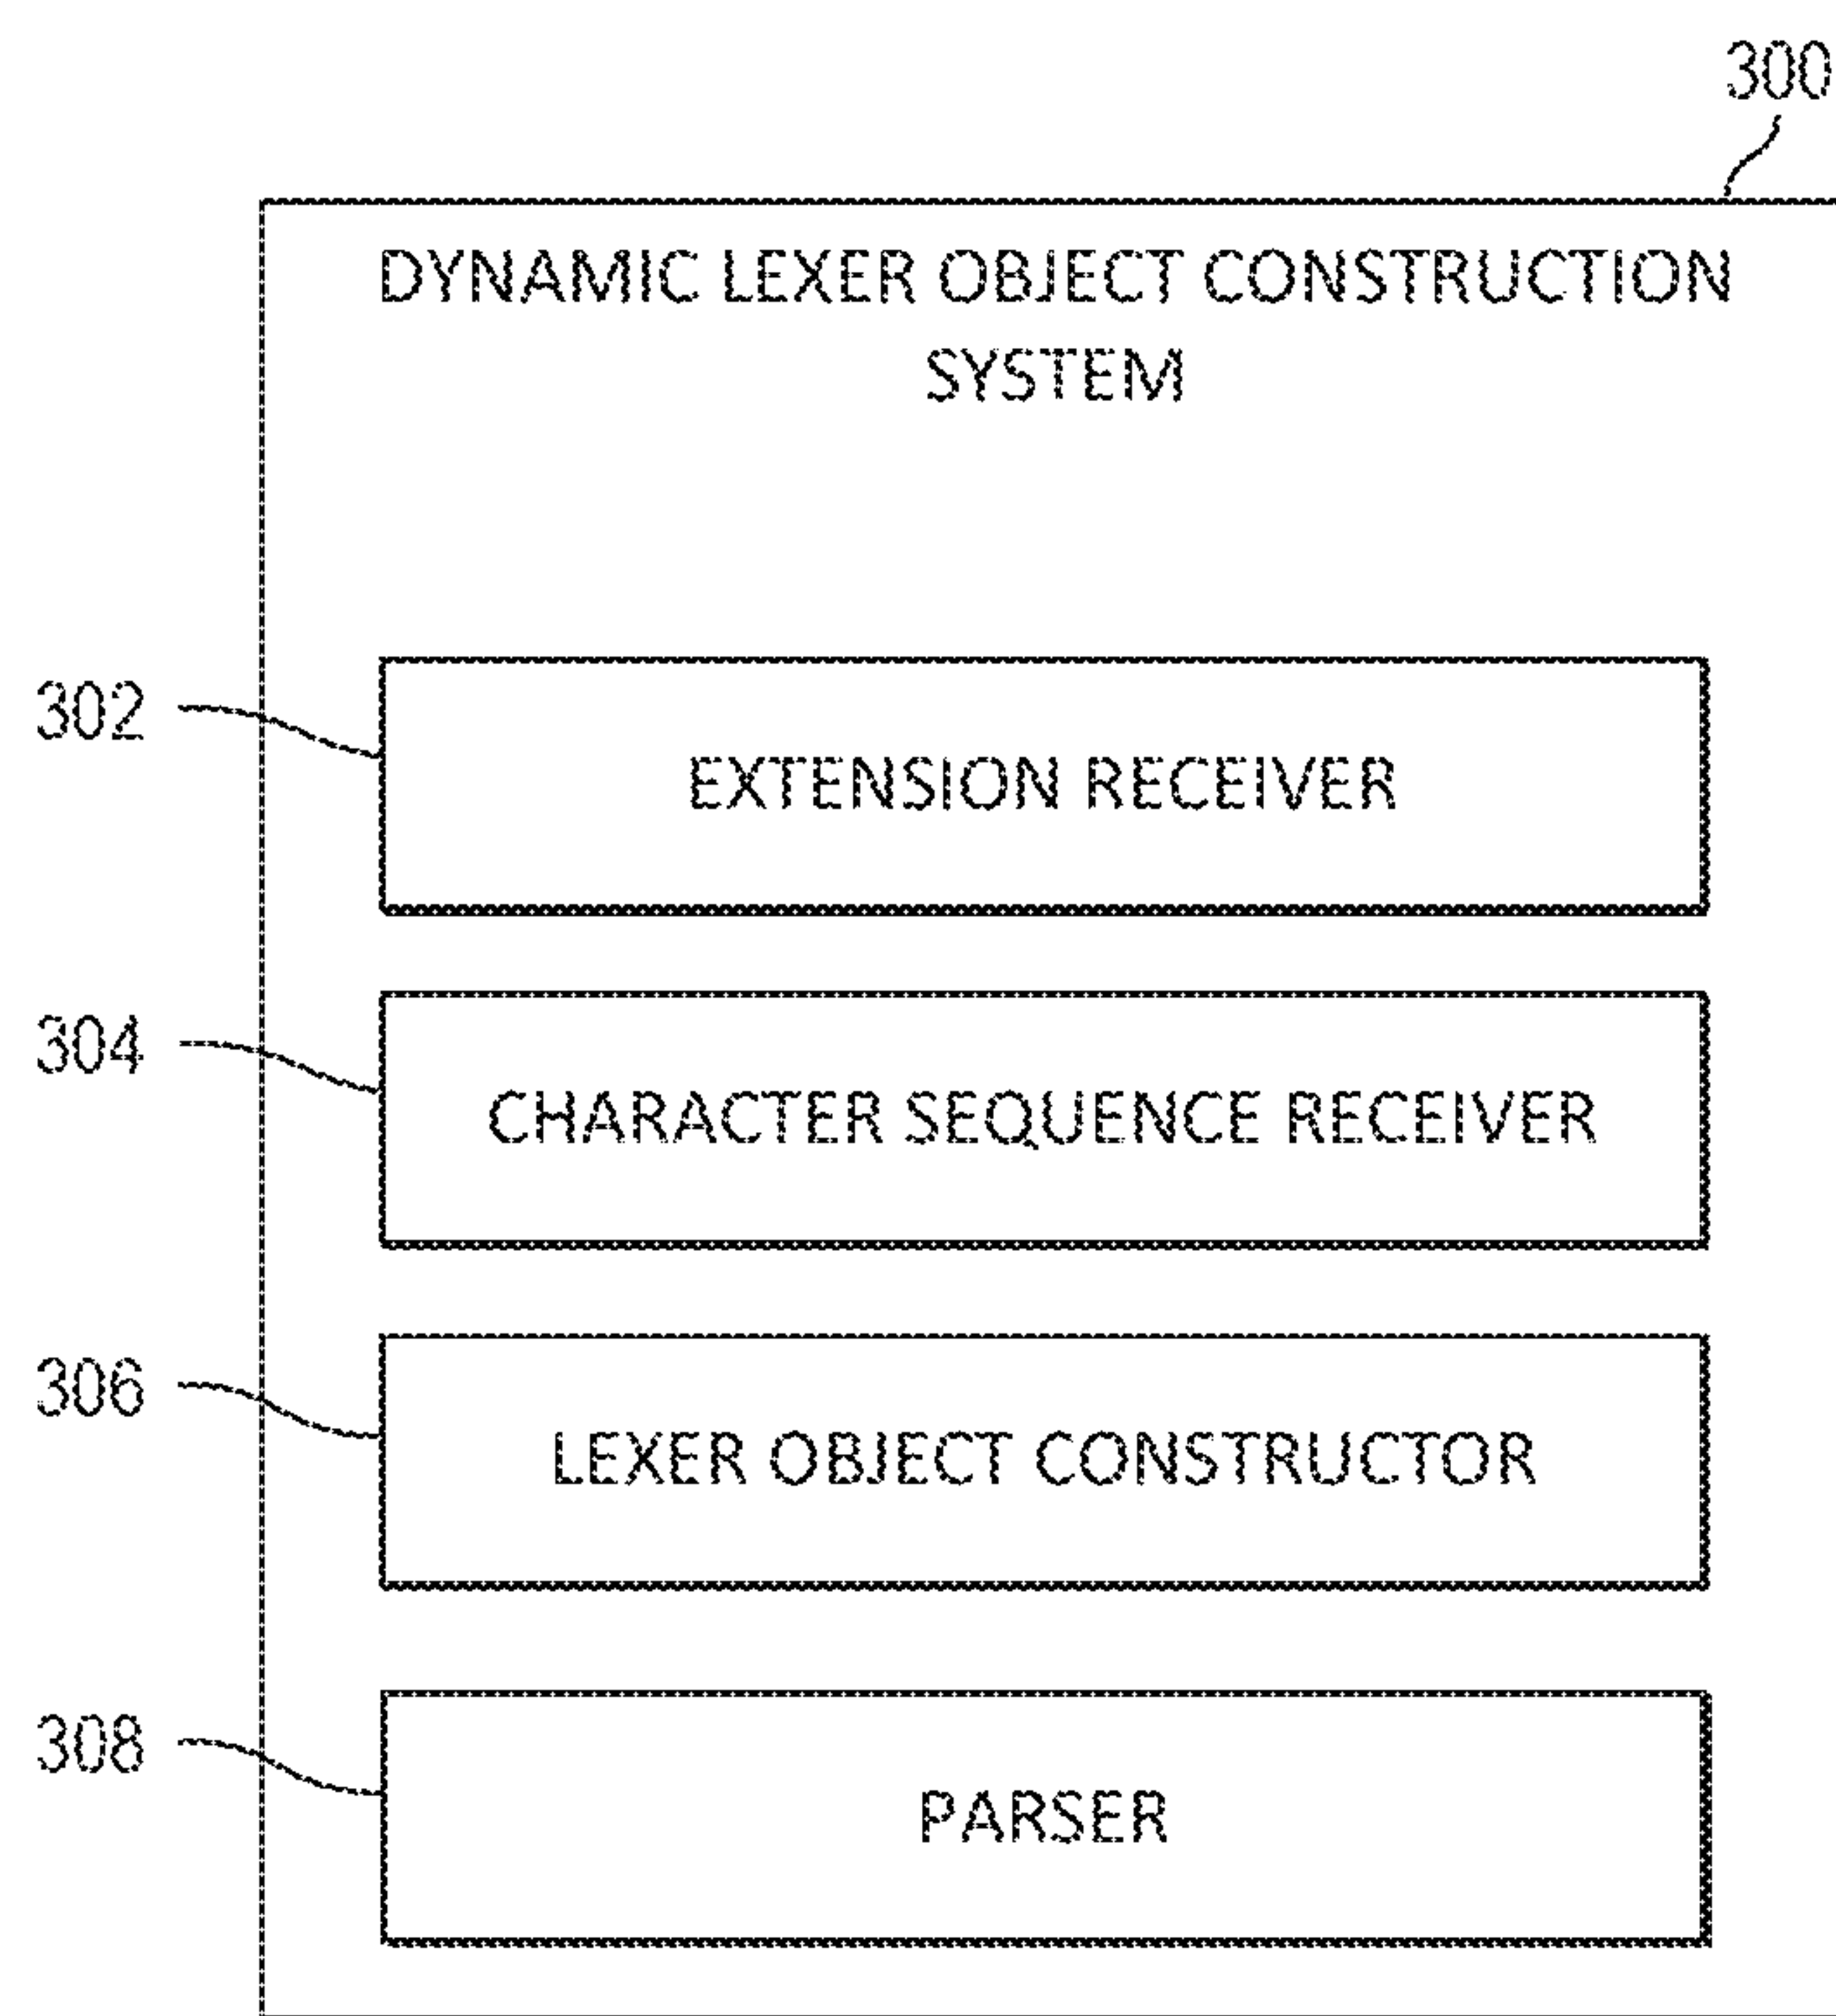 300
DYNAMIC LEXER OBJECT CONSTRUCTION
SYSTEM
302
EXTENSION RECEIVER
304
CHARACTER SEQUENCE RECEIVER
306
LEXER OBJECT CONSTRUCTOR
308
PARSER